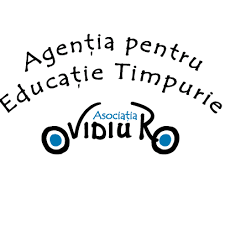 Agenția pentru
Educație Timpurie
Asociația
OVIDIU RO